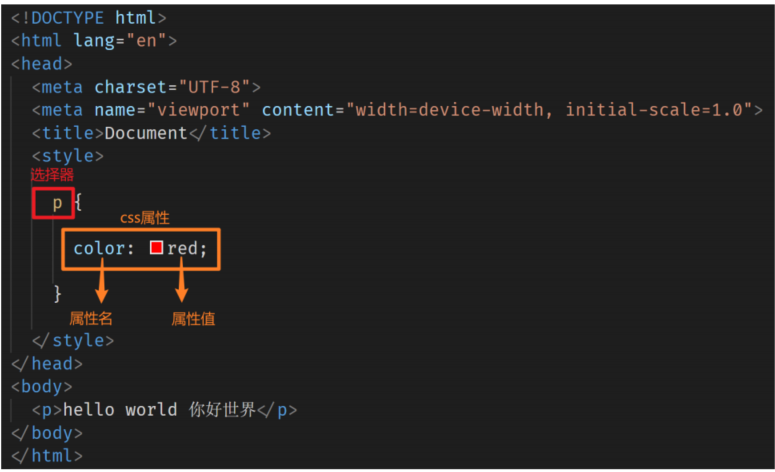 <!DOCTYPE html>
<html lang="en">
<head>
<meta charset="UTF-8">
<meta name="viewport" content="width=device-width, initial-scale=1.0">
<title>Document</title>
<style>
选择器
p {
css属性
color: red;
}
属性名 属性值
</style>
</head>
<body>
<p>hello world 你好世界</p>
</body>
</html>